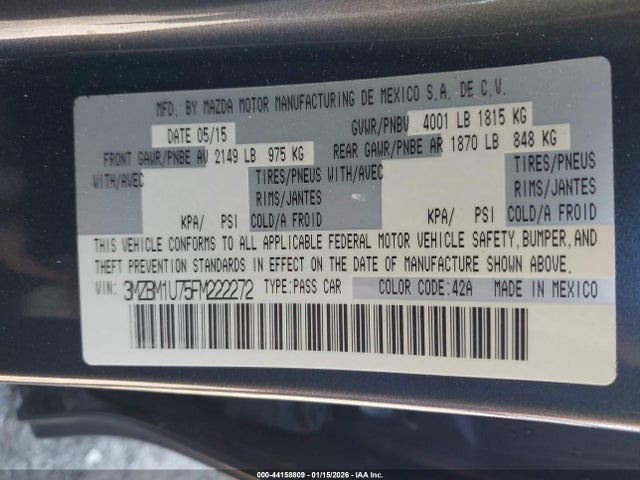 MFD. BY MAZDA MOTOR MANUFACTURING DE MEXICO S.A. DE C.V.
DATE 05/15 GVWR/PNBV 4001 LB 1815 KG
FRONT GAWR/PNBE AV 2149 LB 975 KG REAR GAWR/PNBE AR 1870 LB 848 KG
WITH/AVEC TIRES/PNEUS WITH/AVEC TIRES/PNEUS
RIMS/JANTES RIMS/JANTES
KPA/ PSI COLD/A FROID KPA/ PSI COLD/A FROID
THIS VEHICLE CONFORMS TO ALL APPLICABLE FEDERAL MOTOR VEHICLE SAFETY, BUMPER, AND
THEFT PREVENTION STANDARDS IN EFFECT ON THE DATE OF MANUFACTURE SHOWN ABOVE.
VIN: 3MZBM1U75FM222272 TYPE:PASS CAR COLOR CODE:42A MADE IN MEXICO
000-44158809 - 01/15/2026 - IAA Inc.